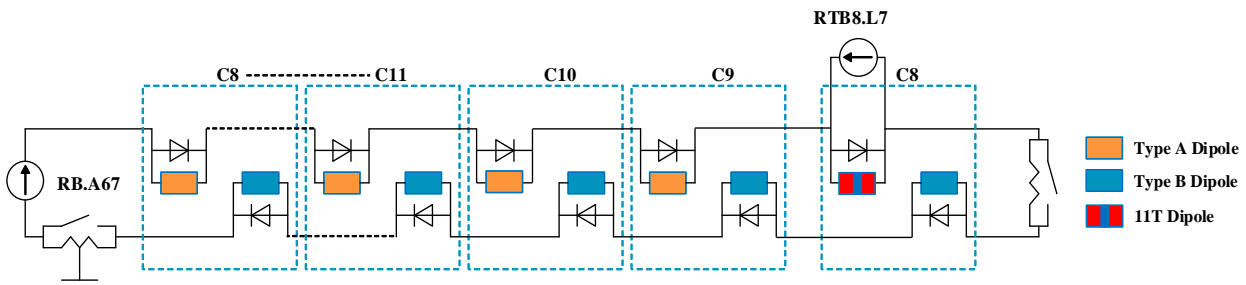 RTB8.L7
C8 C11 C10 C9 C8
RB.A67
Type A Dipole
Type B Dipole
11T Dipole